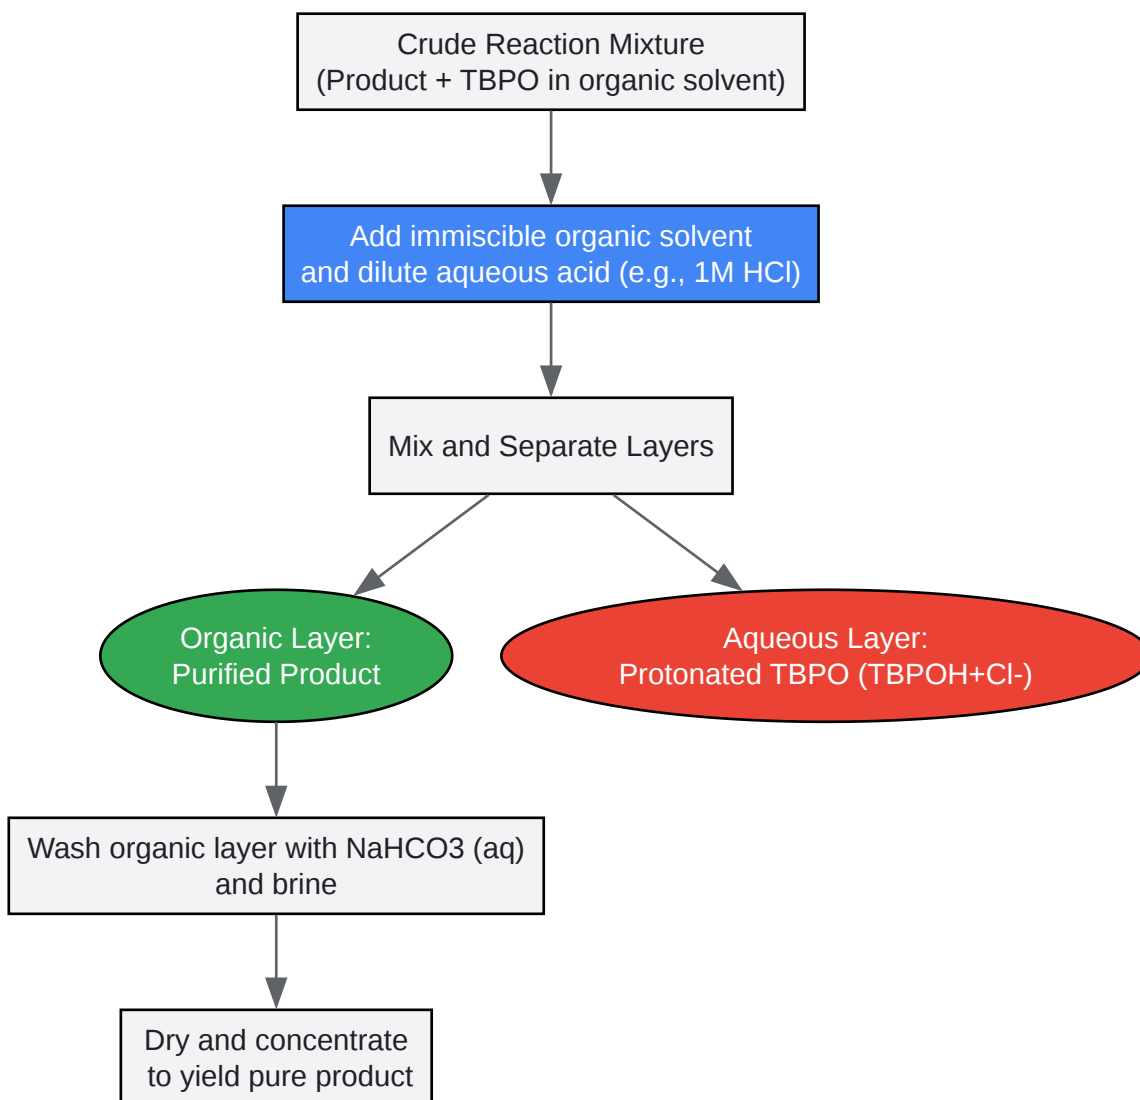 Crude Reaction Mixture
(Product + TBPO in organic solvent)
Add immiscible organic solvent
and dilute aqueous acid (e.g., 1M HCl)
Mix and Separate Layers
Organic Layer:
Purified Product
Aqueous Layer:
Protonated TBPO (TBPOH+Cl-)
Wash organic layer with NaHCO3 (aq)
and brine
Dry and concentrate
to yield pure product